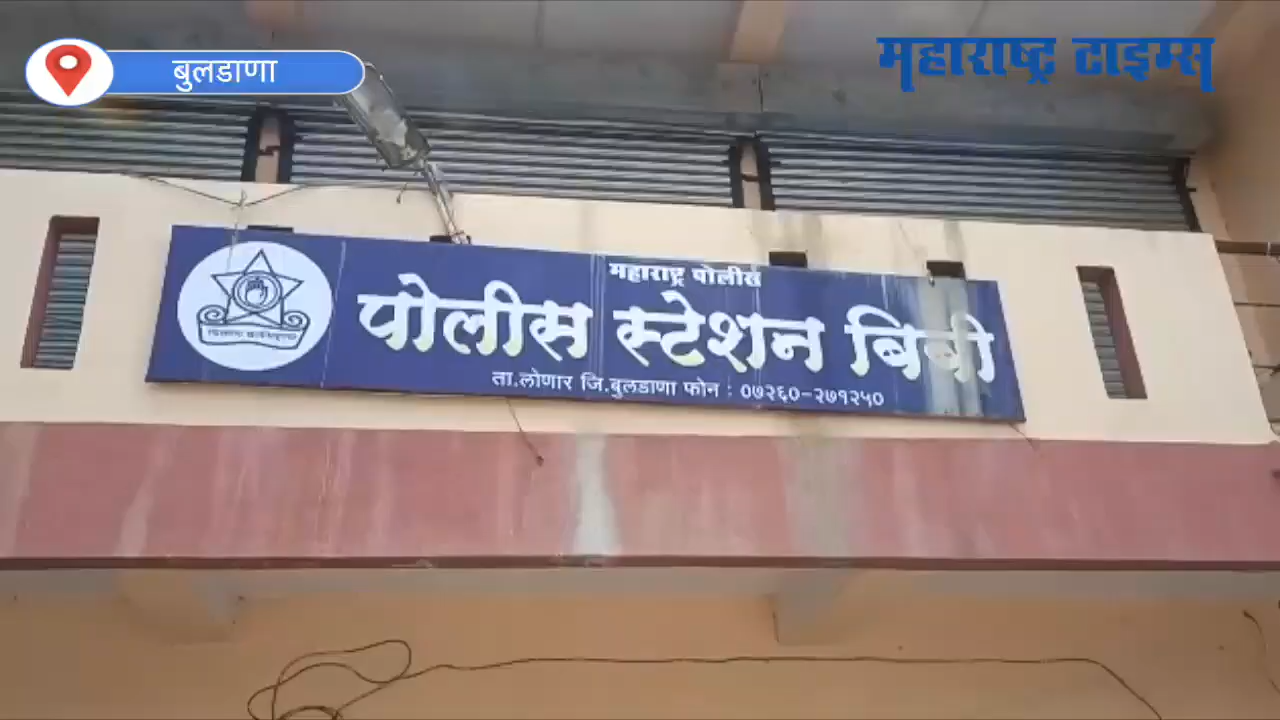 बुलडाणा
महाराष्ट्र टाइम्स
महाराष्ट्र पोलीस
पोलीस स्टेशन बिबी
ता.लोणार जि.बुलडाणा फोन : ०७२६०-२७१२५०